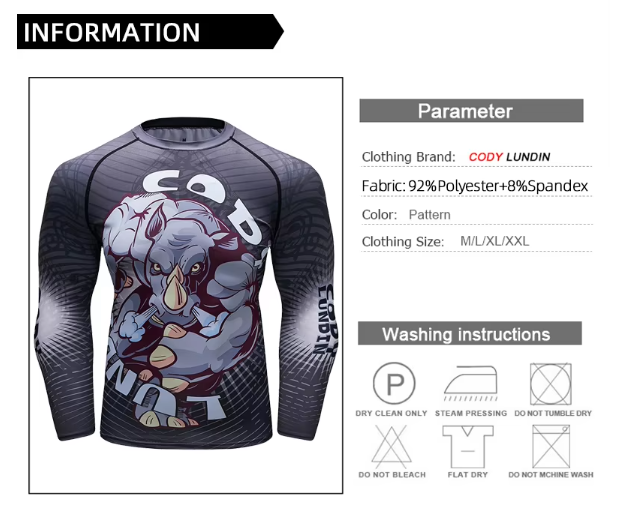 INFORMATION
CODY
LUNDIN
CODY
LUNDIN
Parameter
Clothing Brand: CODY LUNDIN
Fabric: 92%Polyester+8%Spandex
Color: Pattern
Clothing Size: M/L/XL/XXL
Washing instructions
P
DRY CLEAN ONLY STEAM PRESSING DO NOT TUMBLE DRY
DO NOT BLEACH FLAT DRY DO NOT MCHINE WASH